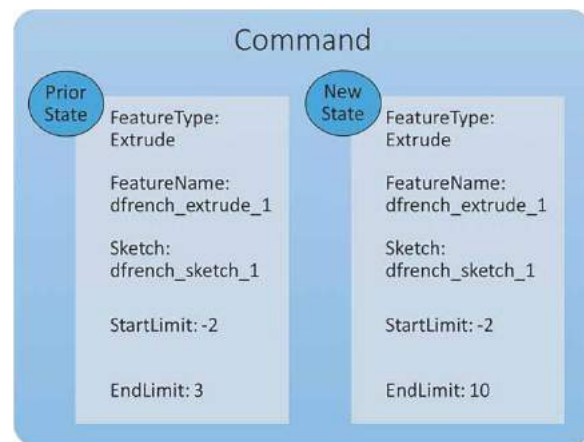 Command
Prior
State
FeatureType:
Extrude
FeatureName:
dfrench_extrude_1
Sketch:
dfrench_sketch_1
StartLimit: -2
EndLimit: 3
New
State
FeatureType:
Extrude
FeatureName:
dfrench_extrude_1
Sketch:
dfrench_sketch_1
StartLimit: -2
EndLimit: 10